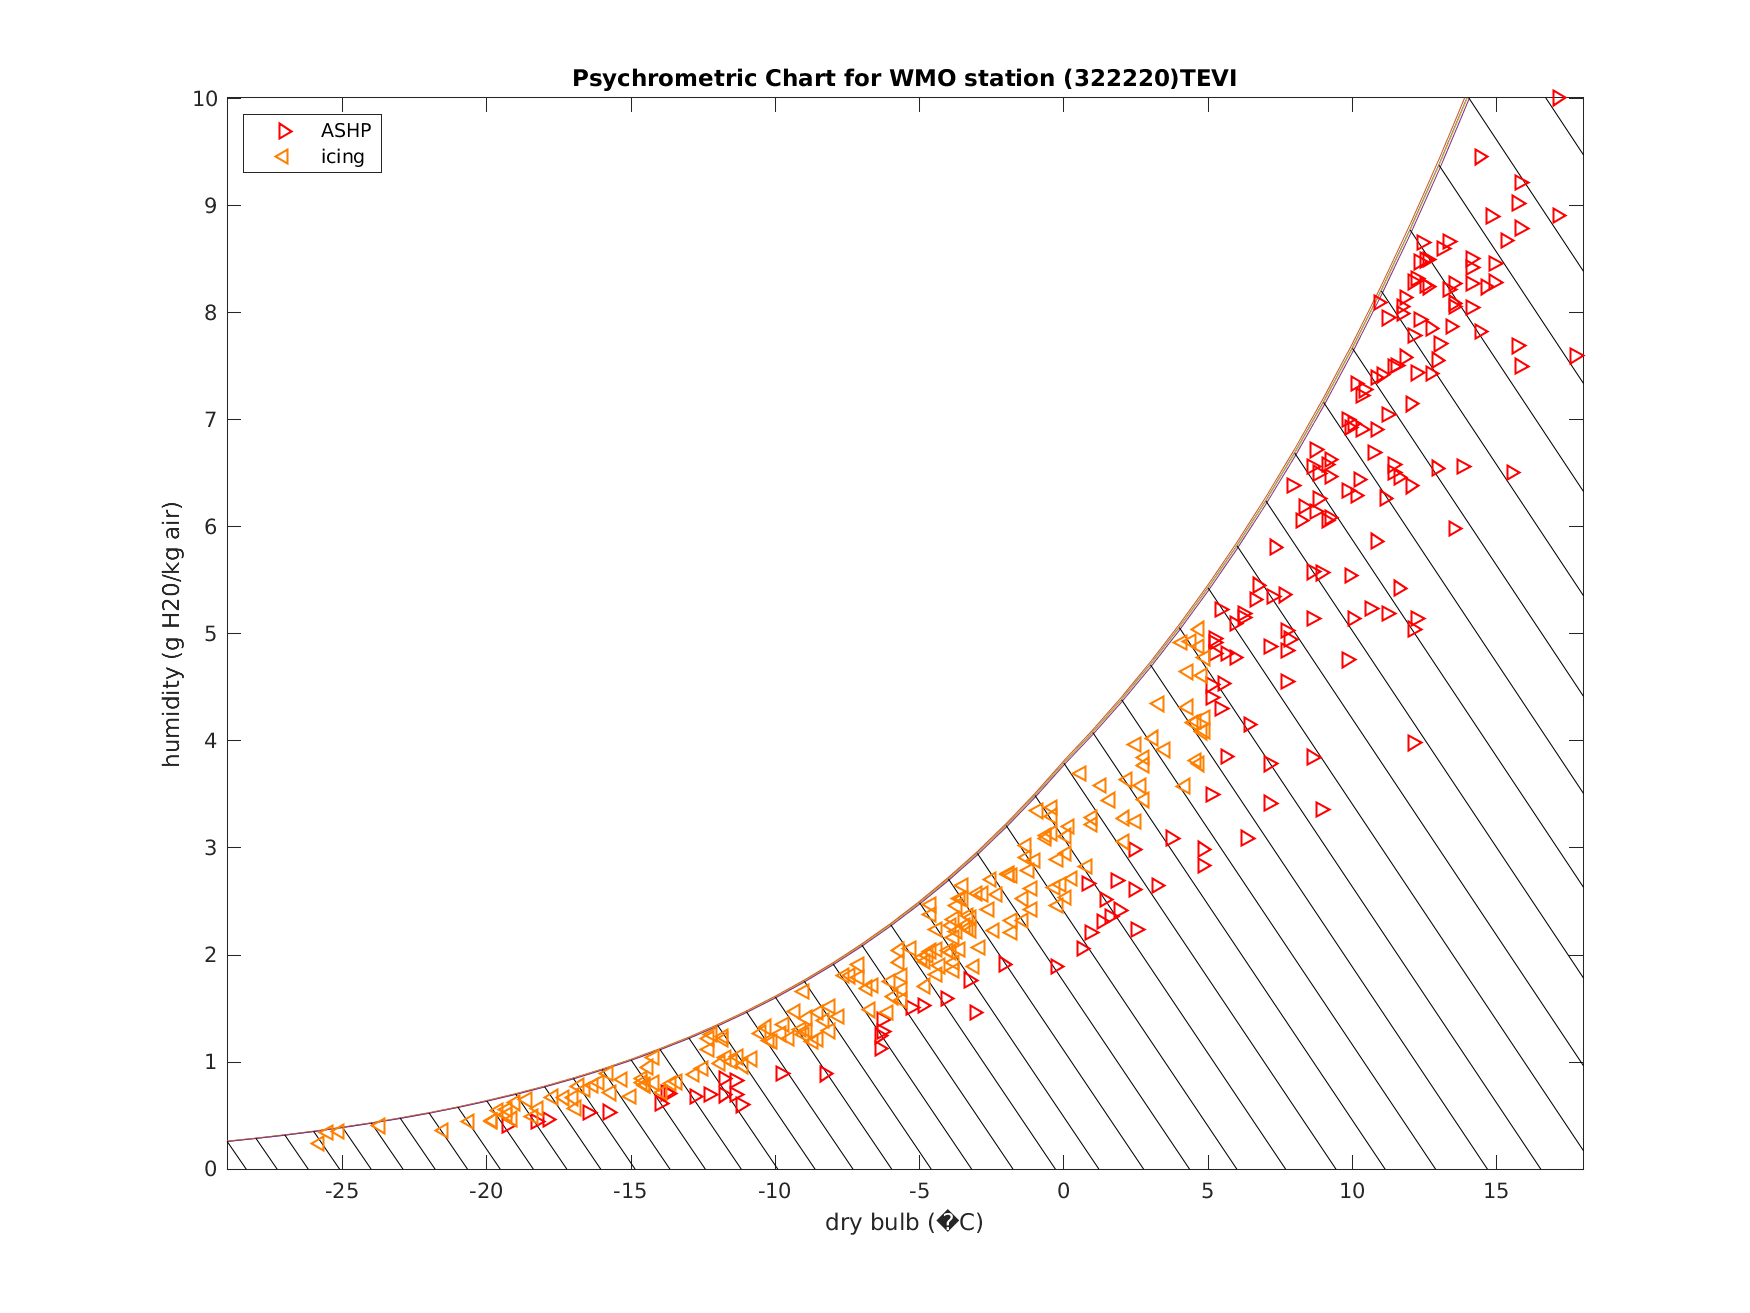 Psychrometric Chart for WMO station (322220)TEVI
10
ASHP
icing
9
8
7
6
5
4
3
2
1
0
humidity (g H20/kg air)
-25 -20 -15 -10 -5 0 5 10 15
dry bulb (�C)